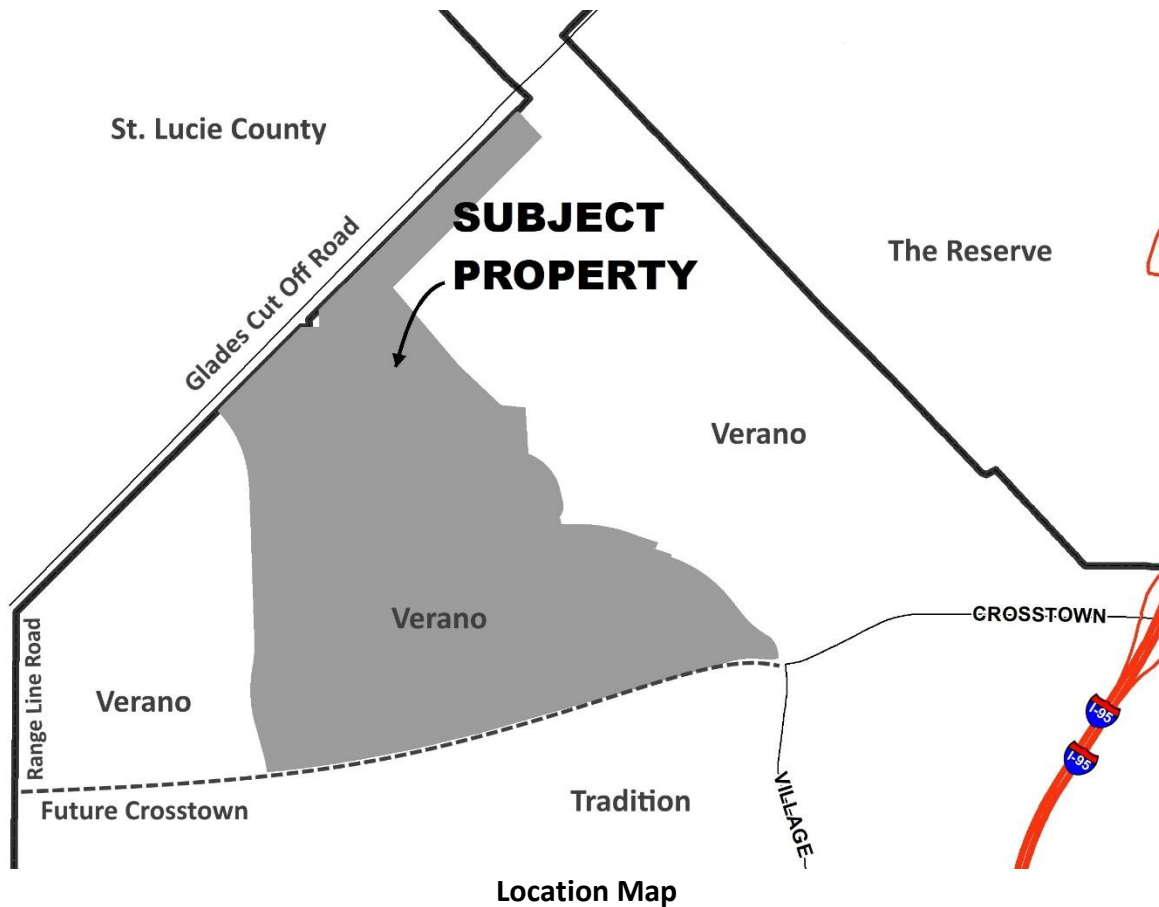 St. Lucie County
SUBJECT
PROPERTY
The Reserve
Glades Cut Off Road
Verano
Verano
CROSSTOWN
Range Line Road
Verano
I-95
I-95
Future Crosstown
Tradition
VILLAGE
Location Map